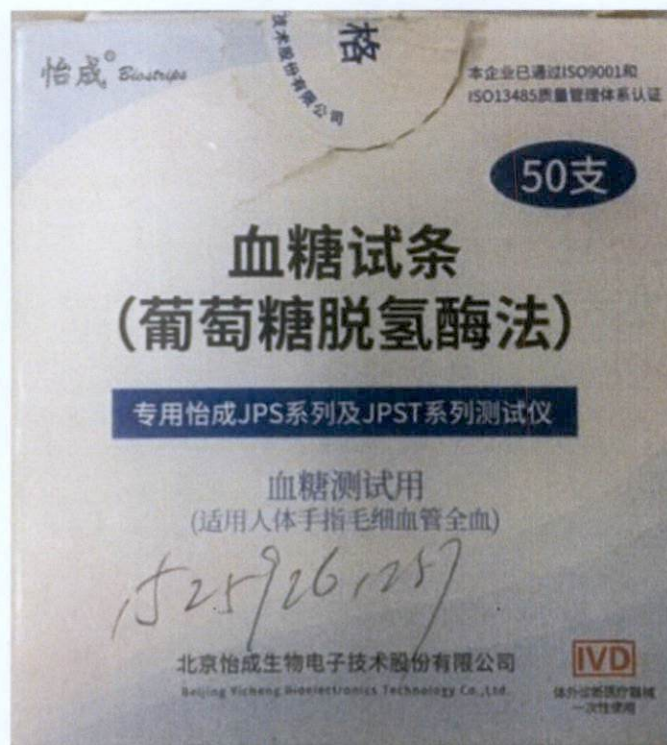 怡成® Biostrips
格
技术股份有限公司
本企业已通过ISO9001和
ISO13485质量管理体系认证
50支
血糖试条
(葡萄糖脱氢酶法)
专用怡成JPS系列及JPST系列测试仪
血糖测试用
(适用人体手指毛细血管全血)
15259261257
北京怡成生物电子技术股份有限公司
Beijing Yicheng Bioelectronics Technology Co.,Ltd.
IVD
体外诊断医疗器械
一次性使用